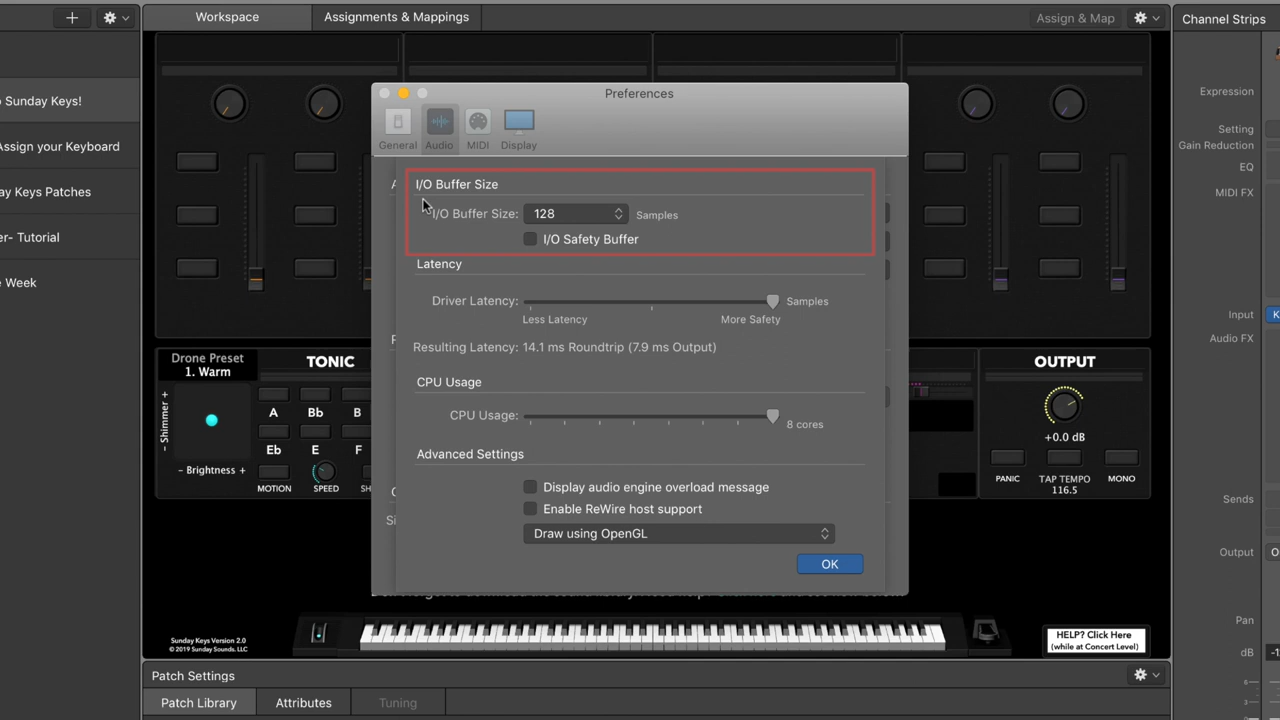 Workspace
Assignments & Mappings
Assign & Map
Channel Strips
Sunday Keys!
Assign your Keyboard
Keys Patches
Tutorial
Week
Preferences
General
Audio
MIDI
Display
I/O Buffer Size
I/O Buffer Size:
128
Samples
I/O Safety Buffer
Latency
Driver Latency:
Samples
Less Latency
More Safety
Resulting Latency: 14.1 ms Roundtrip (7.9 ms Output)
CPU Usage
CPU Usage:
8 cores
Advanced Settings
Display audio engine overload message
Enable ReWire host support
Draw using OpenGL
OK
Drone Preset
1. Warm
- Shimmer +
- Brightness +
TONIC
A
Bb
B
Eb
E
F
MOTION
SPEED
SH
OUTPUT
+0.0 dB
PANIC
TAP TEMPO
116.5
MONO
Sunday Keys Version 2.0
© 2019 Sunday Sounds, LLC
HELP? Click Here
(while at Concert Level)
Expression
Setting
Gain Reduction
EQ
MIDI FX
Input
Audio FX
Sends
Output
Pan
dB
Patch Settings
Patch Library
Attributes
Tuning